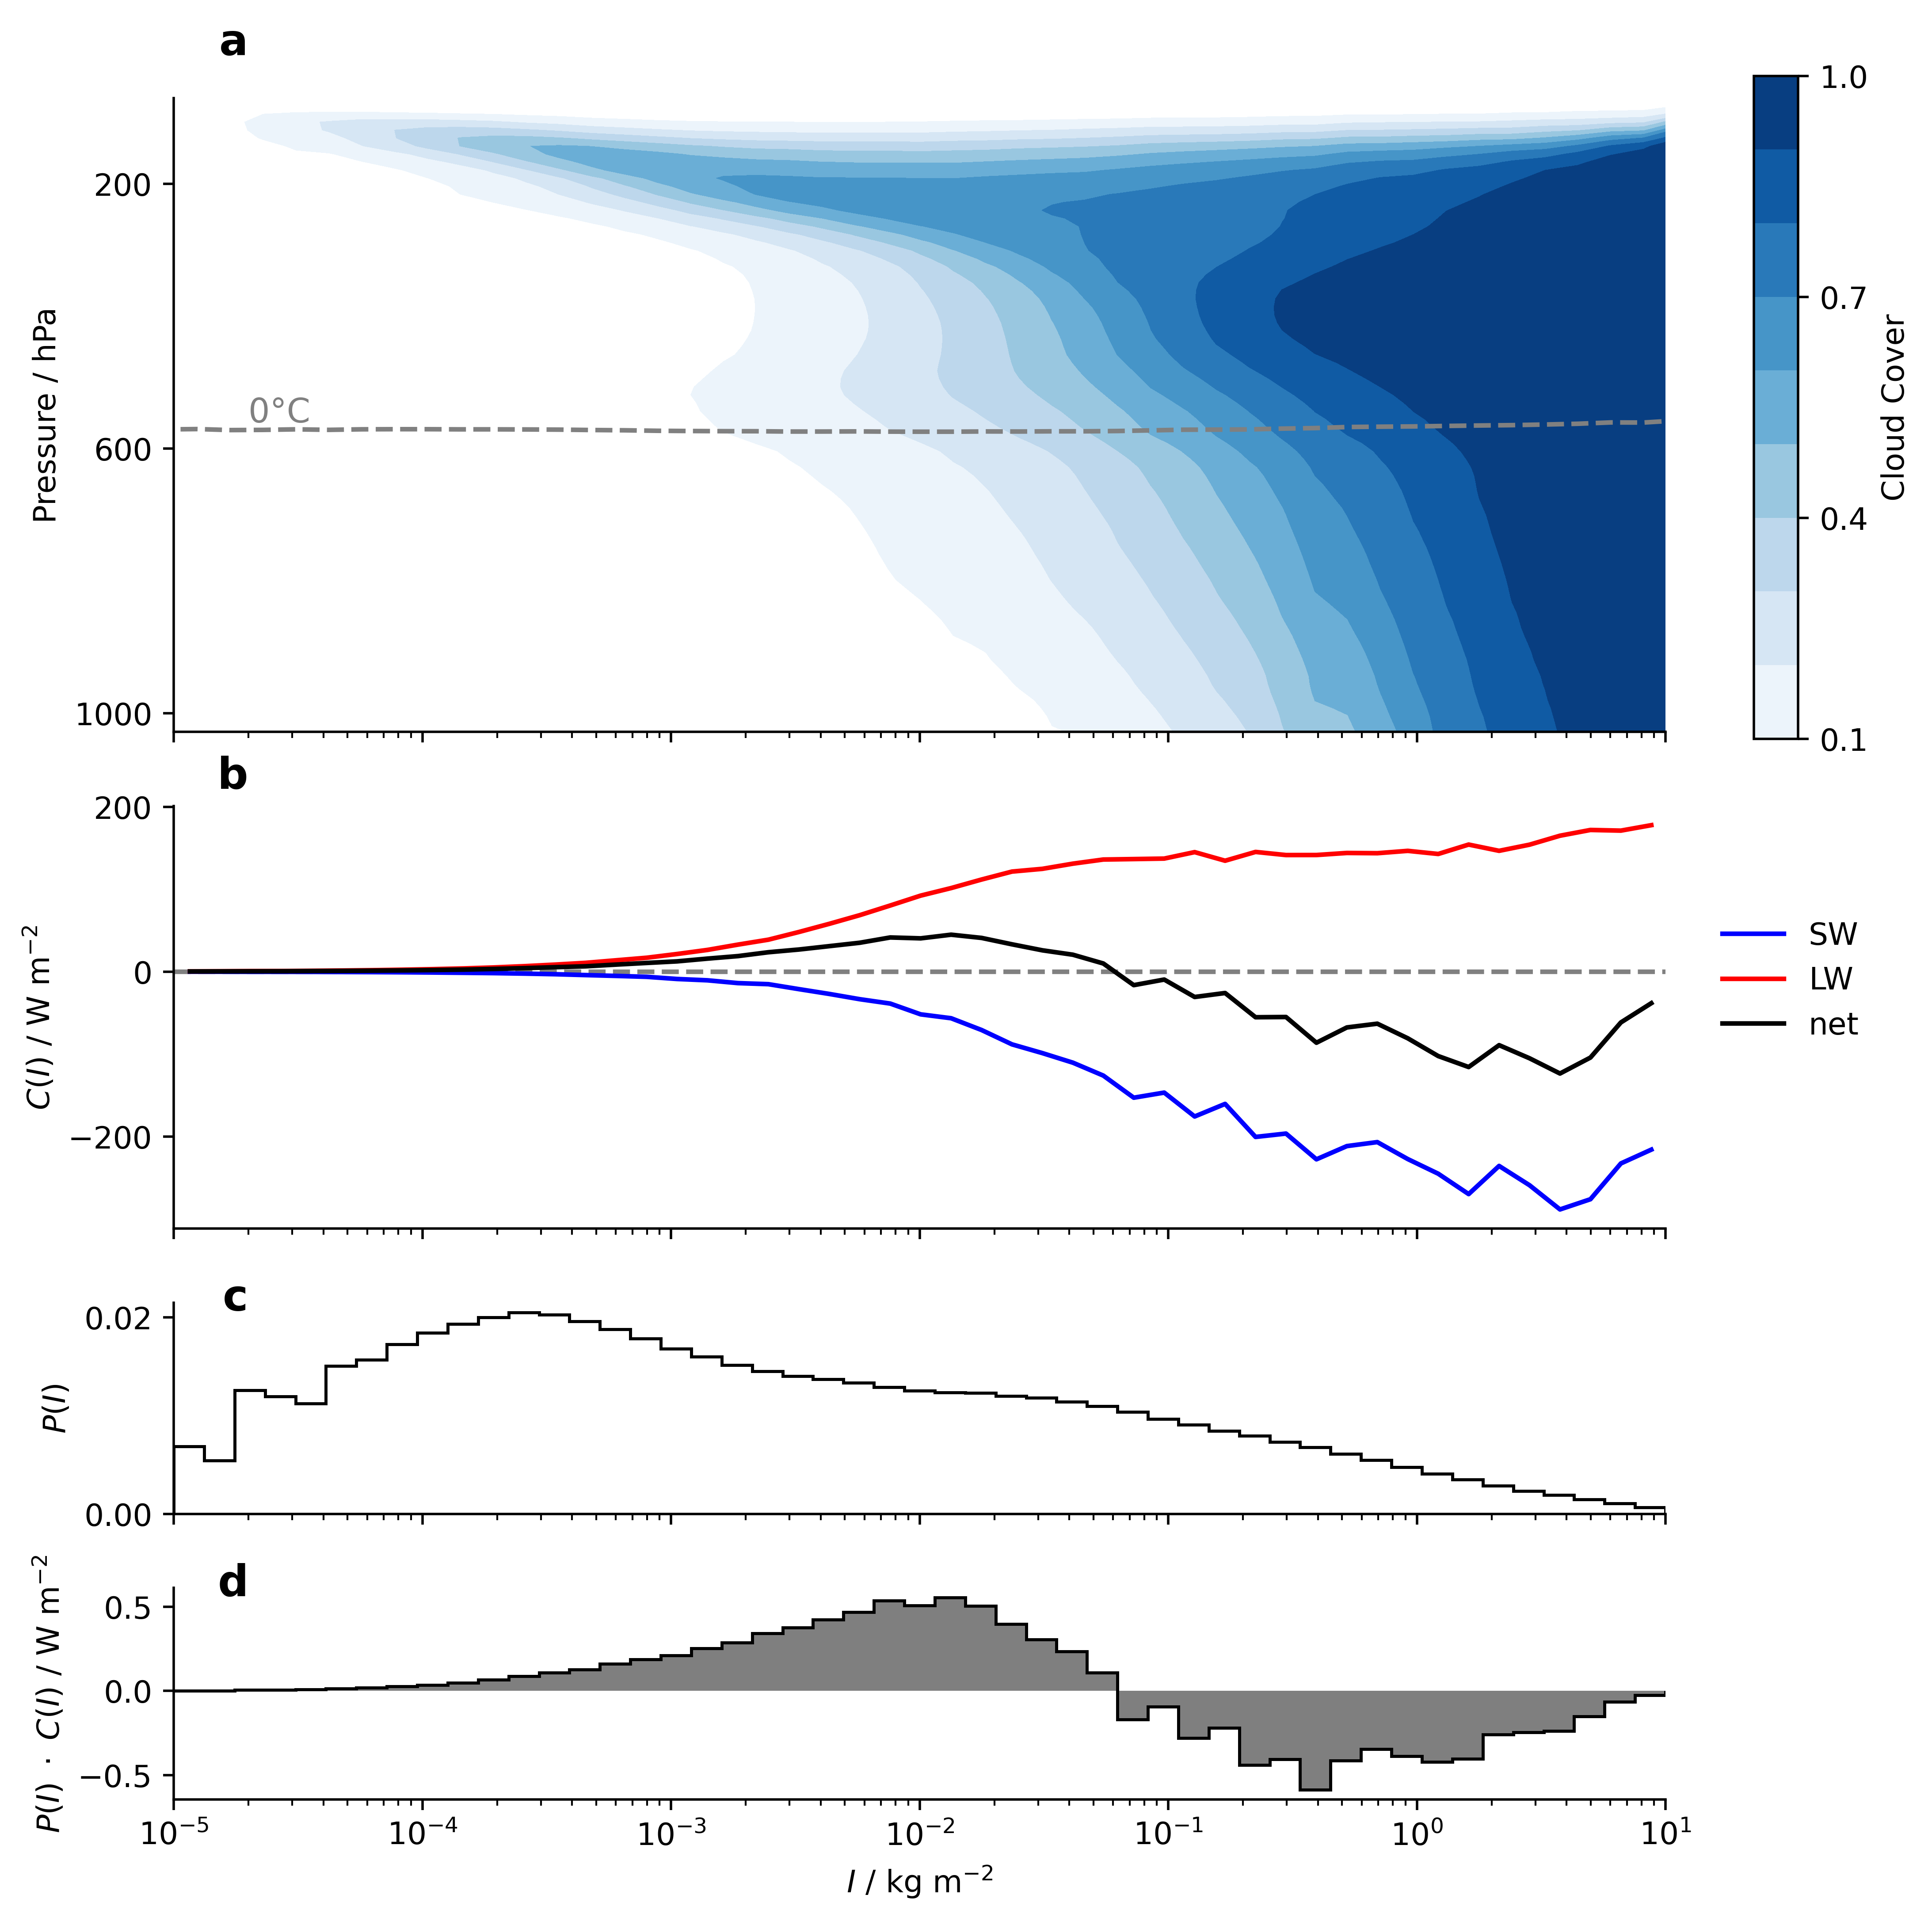 a
Pressure / hPa
200
600
1000
0°C
1.0
0.7
0.4
0.1
Cloud Cover
b
C(I) / W m⁻²
200
0
−200
SW
LW
net
c
P(I)
0.02
0.00
d
P(I) · C(I) / W m⁻²
0.5
0.0
−0.5
10⁻⁵ 10⁻⁴ 10⁻³ 10⁻² 10⁻¹ 10⁰ 10¹
I / kg m⁻²